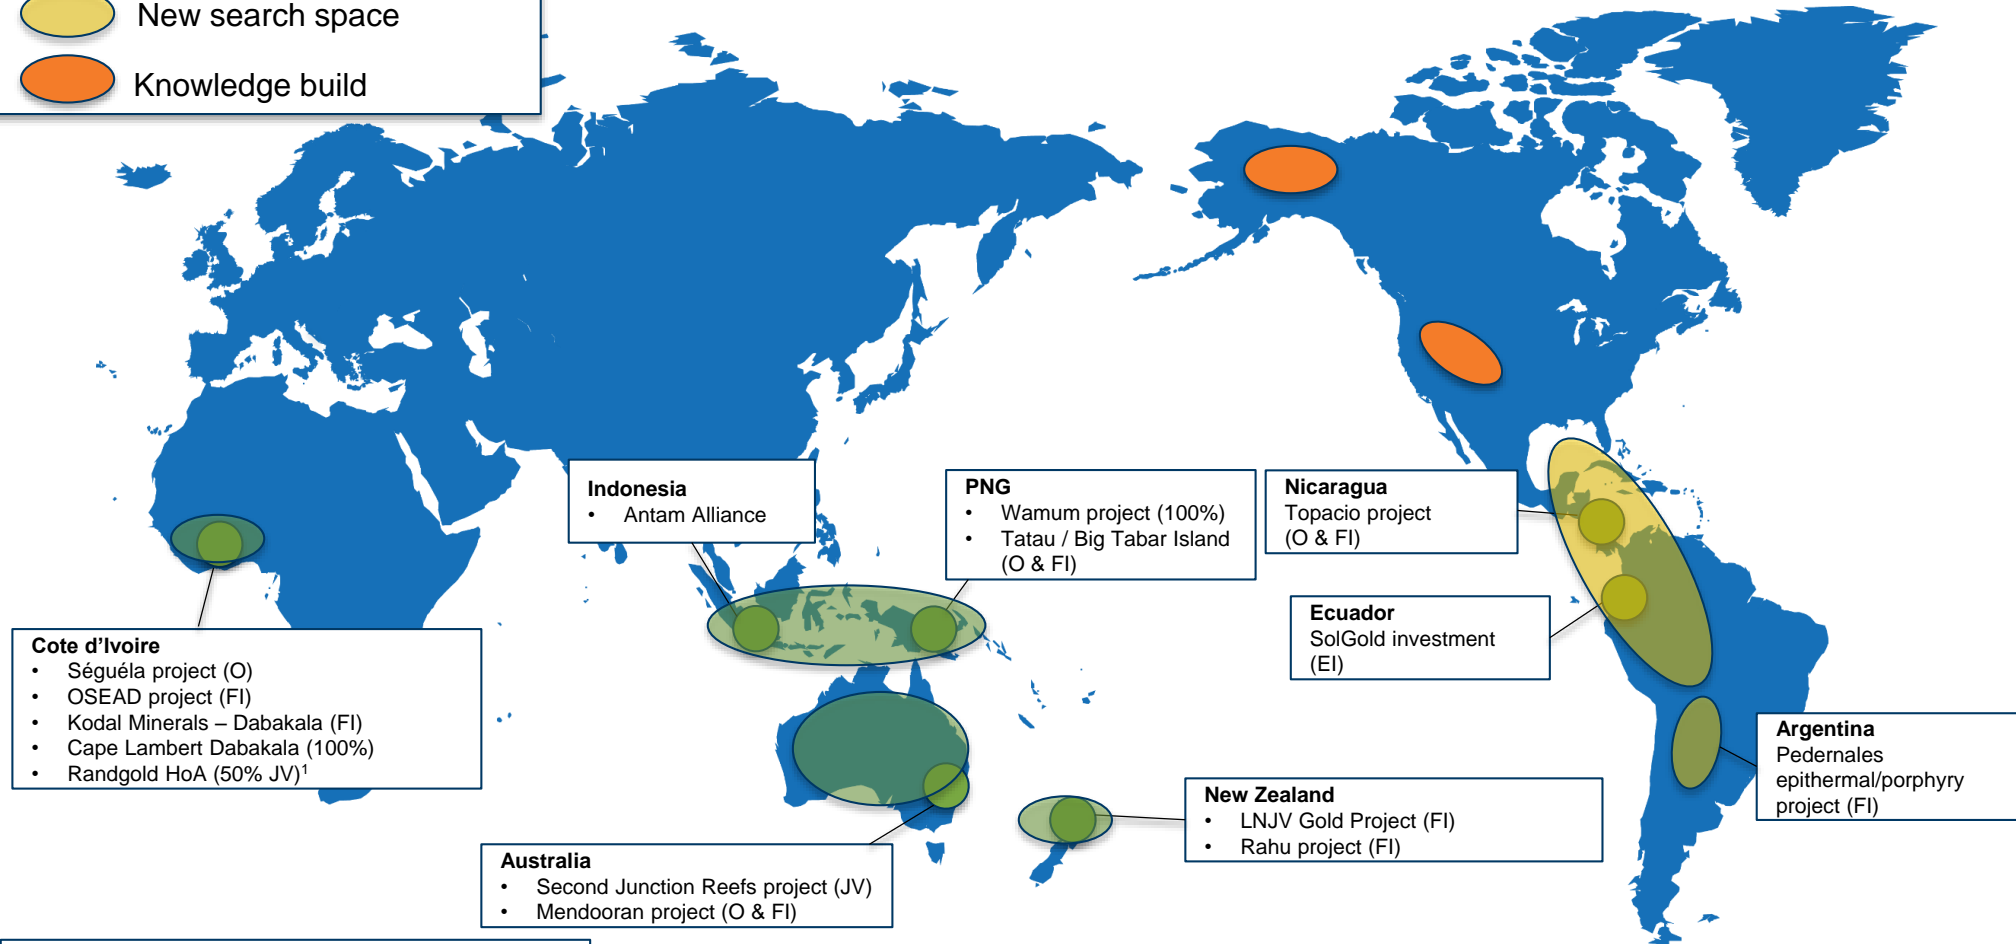 New search space
Knowledge build
Indonesia
• Antam Alliance
PNG
• Wamum project (100%)
• Tatau / Big Tabar Island
(O & FI)
Nicaragua
Topacio project
(O & FI)
Ecuador
SolGold investment
(EI)
Cote d’Ivoire
• Séguéla project (O)
• OSEAD project (FI)
• Kodal Minerals – Dabakala (FI)
• Cape Lambert Dabakala (100%)
• Randgold HoA (50% JV)¹
Argentina
Pedernales
epithermal/porphyry
project (FI)
New Zealand
• LNJV Gold Project (FI)
• Rahu project (FI)
Australia
• Second Junction Reefs project (JV)
• Mendooran project (O & FI)